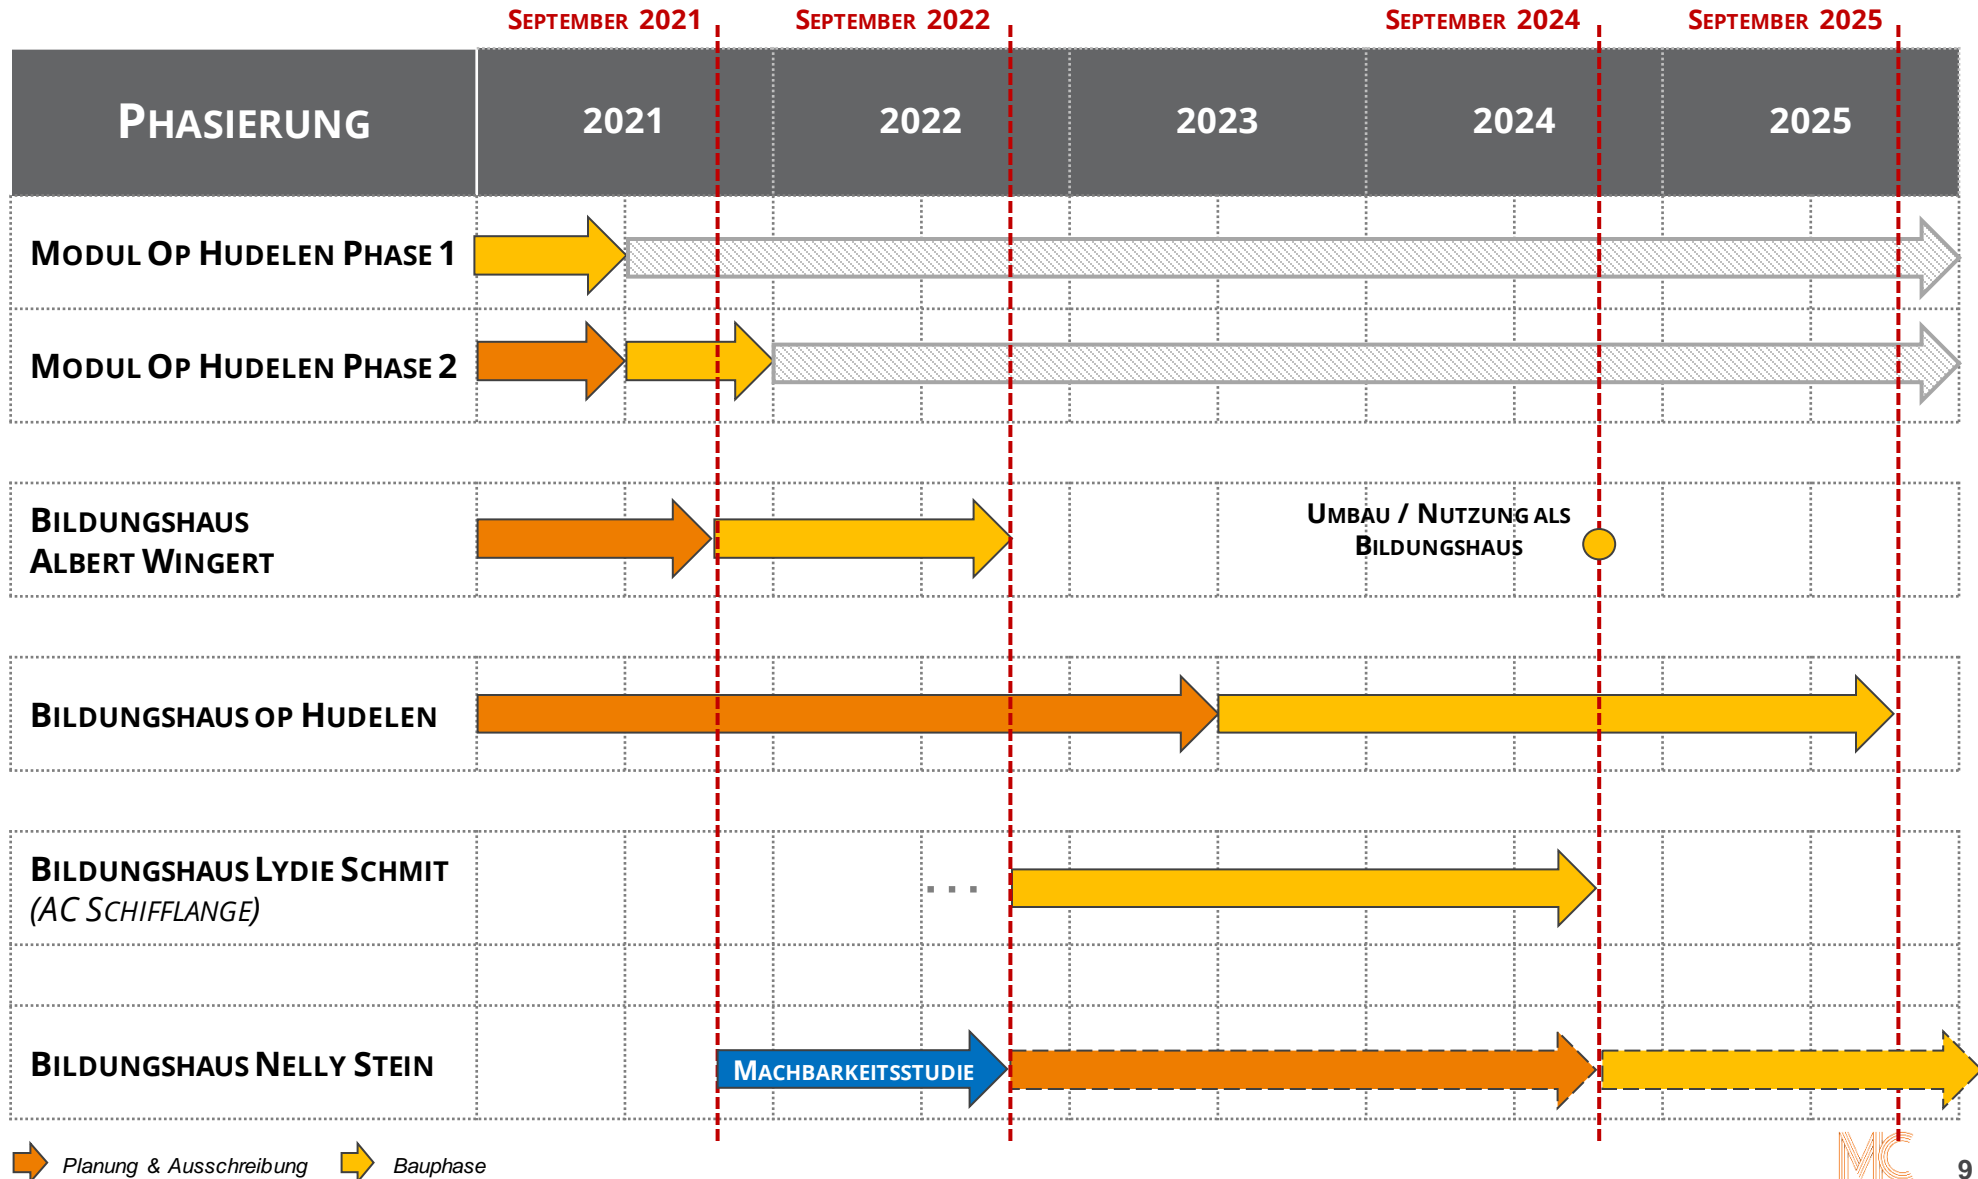 SEPTEMBER 2021 SEPTEMBER 2022 SEPTEMBER 2024 SEPTEMBER 2025
PHASIERUNG 2021 2022 2023 2024 2025
MODUL OP HUDELEN PHASE 1
MODUL OP HUDELEN PHASE 2
BILDUNGSHAUS
ALBERT WINGERT
UMBAU / NUTZUNG ALS
BILDUNGSHAUS
BILDUNGSHAUS OP HUDELEN
BILDUNGSHAUS LYDIE SCHMIT
(AC SCHIFFLANGE)
...
BILDUNGSHAUS NELLY STEIN
MACHBARKEITSSTUDIE
Planung & Ausschreibung Bauphase
MC
9